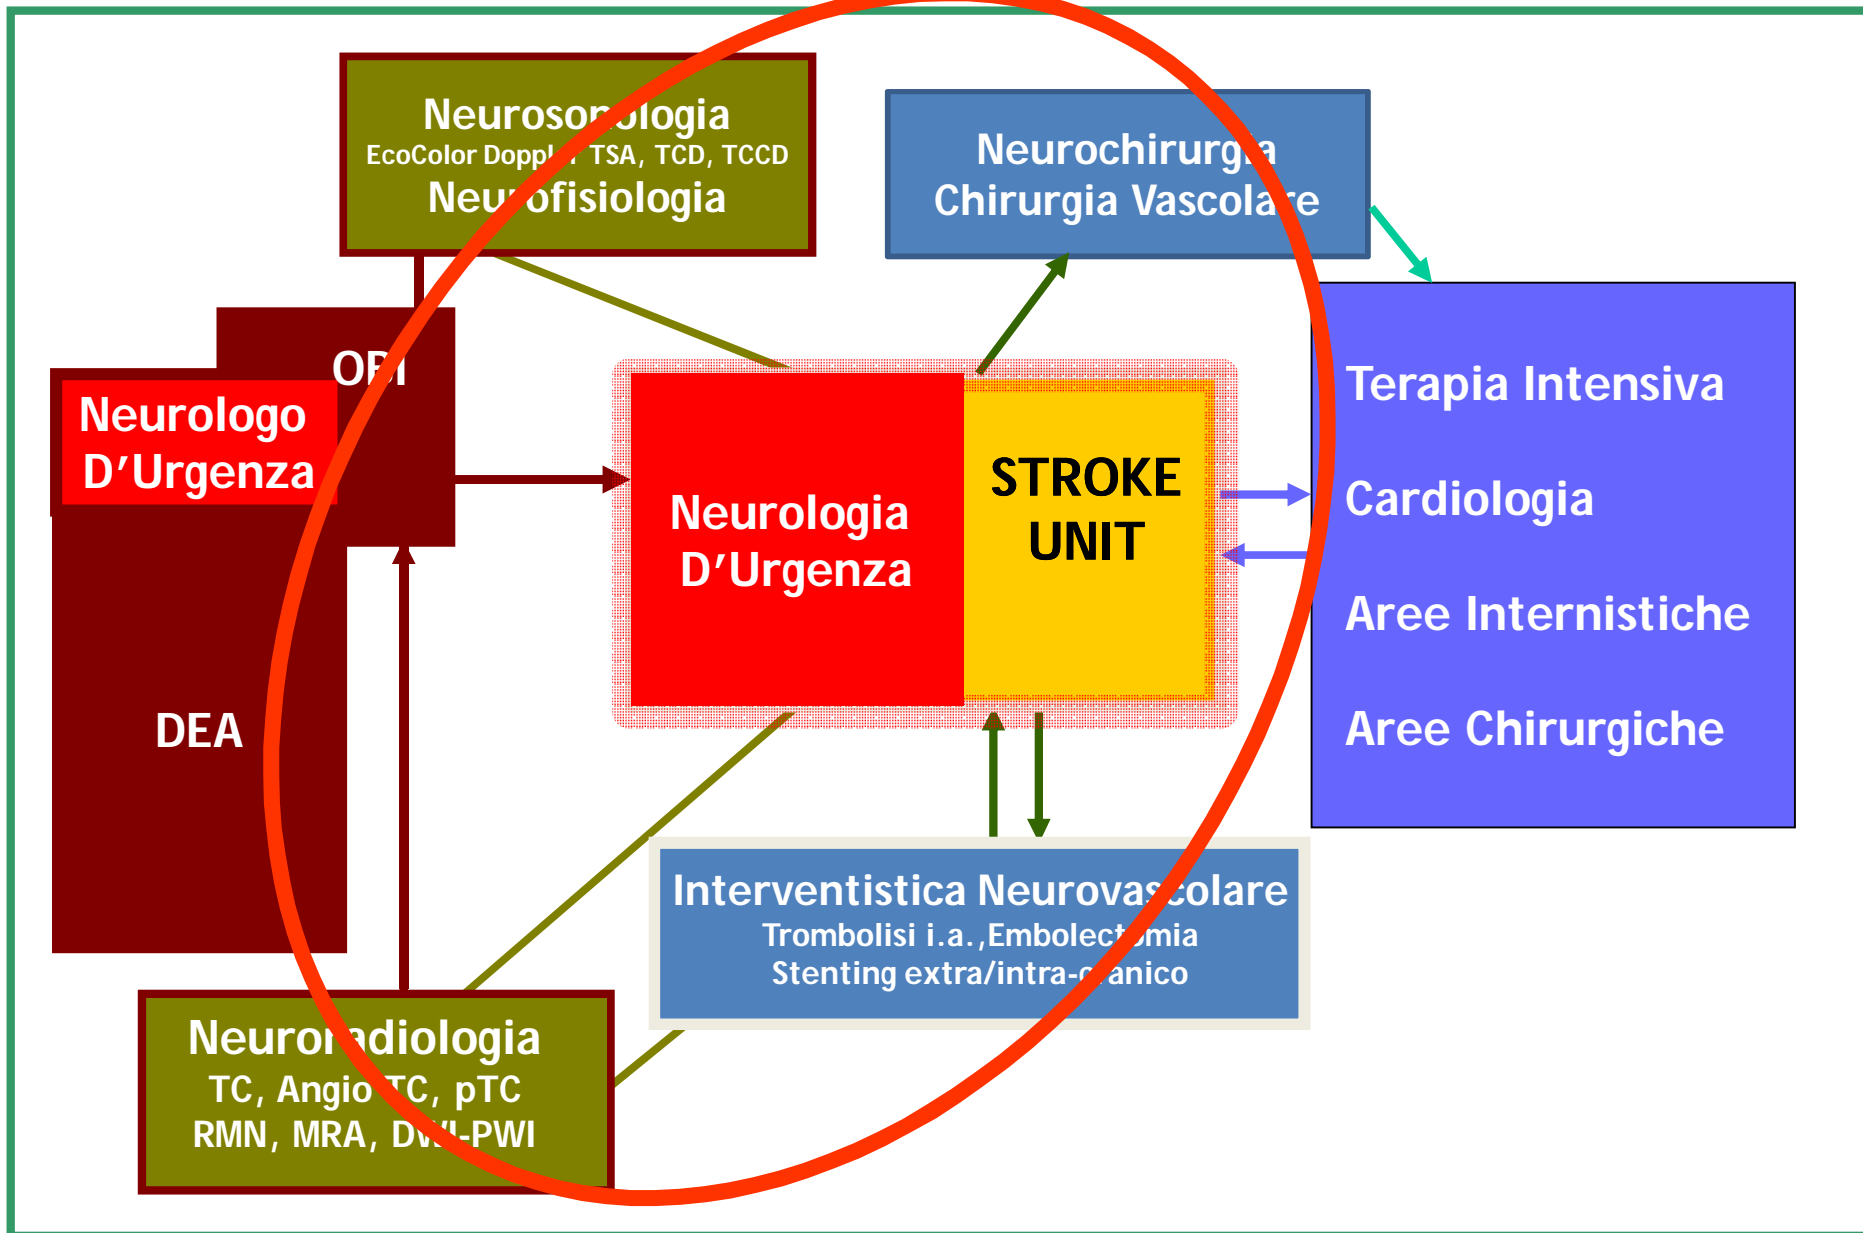 Neurosonologia
EcoColor Doppler TSA, TCD, TCCD
Neurofisiologia
Neurochirurgia
Chirurgia Vascolare
OBI
Neurologo
D’Urgenza
DEA
Neurologia
D’Urgenza
STROKE
UNIT
Terapia Intensiva
Cardiologia
Aree Internistiche
Aree Chirurgiche
Interventistica Neurovascolare
Trombolisi i.a.,Embolectomia
Stenting extra/intra-cranico
Neuroradiologia
TC, Angio TC, pTC
RMN, MRA, DWI-PWI